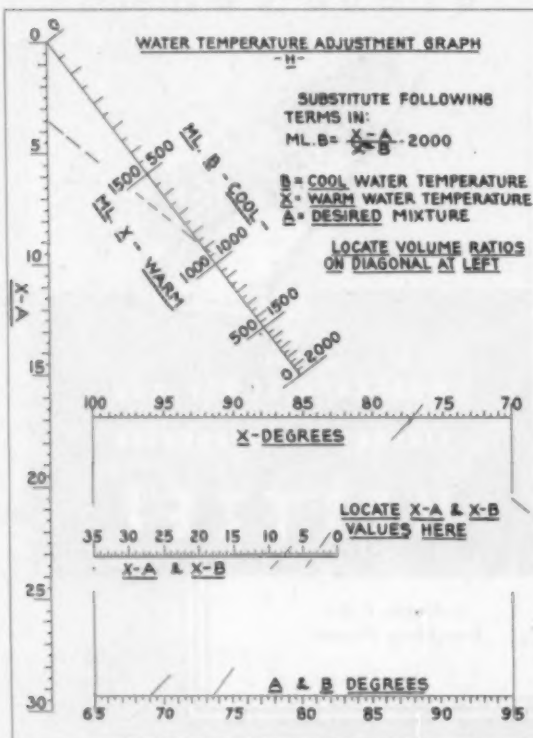 WATER TEMPERATURE ADJUSTMENT GRAPH
-H-
SUBSTITUTE FOLLOWING
TERMS IN:
ML.B= X-A / X-B · 2000
B= COOL WATER TEMPERATURE
X= WARM WATER TEMPERATURE
A= DESIRED MIXTURE
LOCATE VOLUME RATIOS
ON DIAGONAL AT LEFT
0 5 10 15 20 25 30
X-A
0 500 1000 1500 2000
ML. B - COOL -
1500 1000 500 0
ML X - WARM
100 95 90 85 80 75 70
X-DEGREES
LOCATE X-A & X-B
VALUES HERE
35 30 25 20 15 10 5 0
X-A & X-B
A & B DEGREES
65 70 75 80 85 90 95